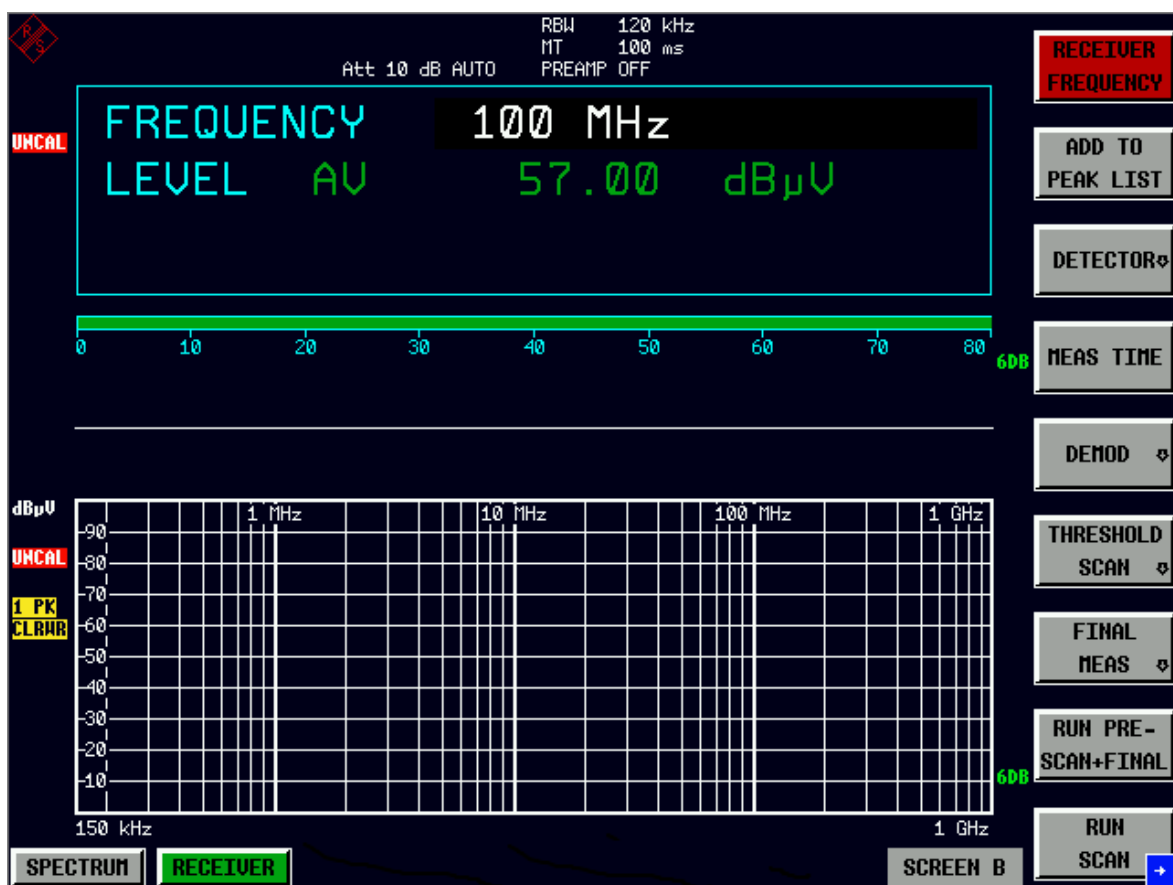 R
S
RBW 120 kHz
MT 100 ms
Att 10 dB AUTO PREAMP OFF
UNCAL
FREQUENCY 100 MHz
LEVEL AV 57.00 dBµV
0 10 20 30 40 50 60 70 80
6DB
dBµV
1 MHz 10 MHz 100 MHz 1 GHz
90
UNCAL
80
70
1 PK
CLRWR
60
50
40
30
20
10
6DB
150 kHz 1 GHz
SPECTRUM RECEIVER SCREEN B
RECEIVER
FREQUENCY
ADD TO
PEAK LIST
DETECTOR
MEAS TIME
DEMOD
THRESHOLD
SCAN
FINAL
MEAS
RUN PRE-
SCAN+FINAL
RUN
SCAN